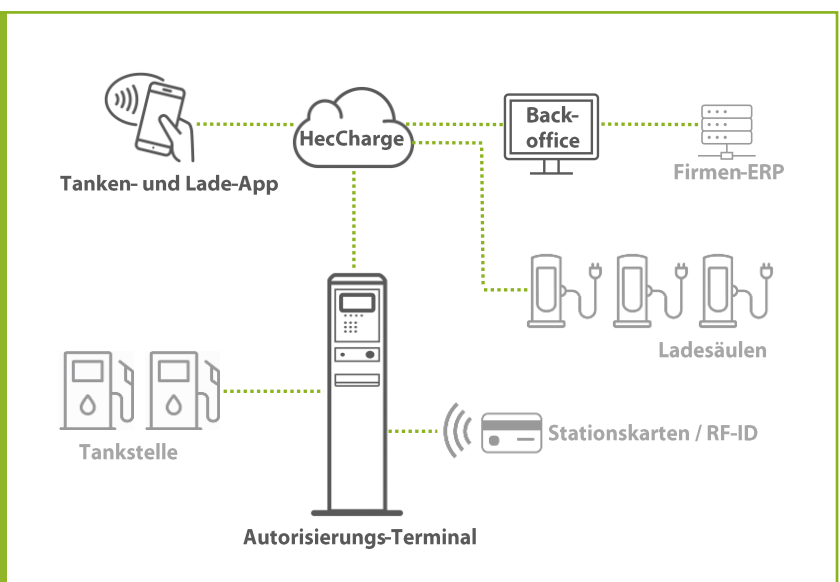 Back-
office
HecCharge
Firmen-ERP
Tanken- und Lade-App
Ladesäulen
Stationskarten / RF-ID
Tankstelle
Autorisierungs-Terminal